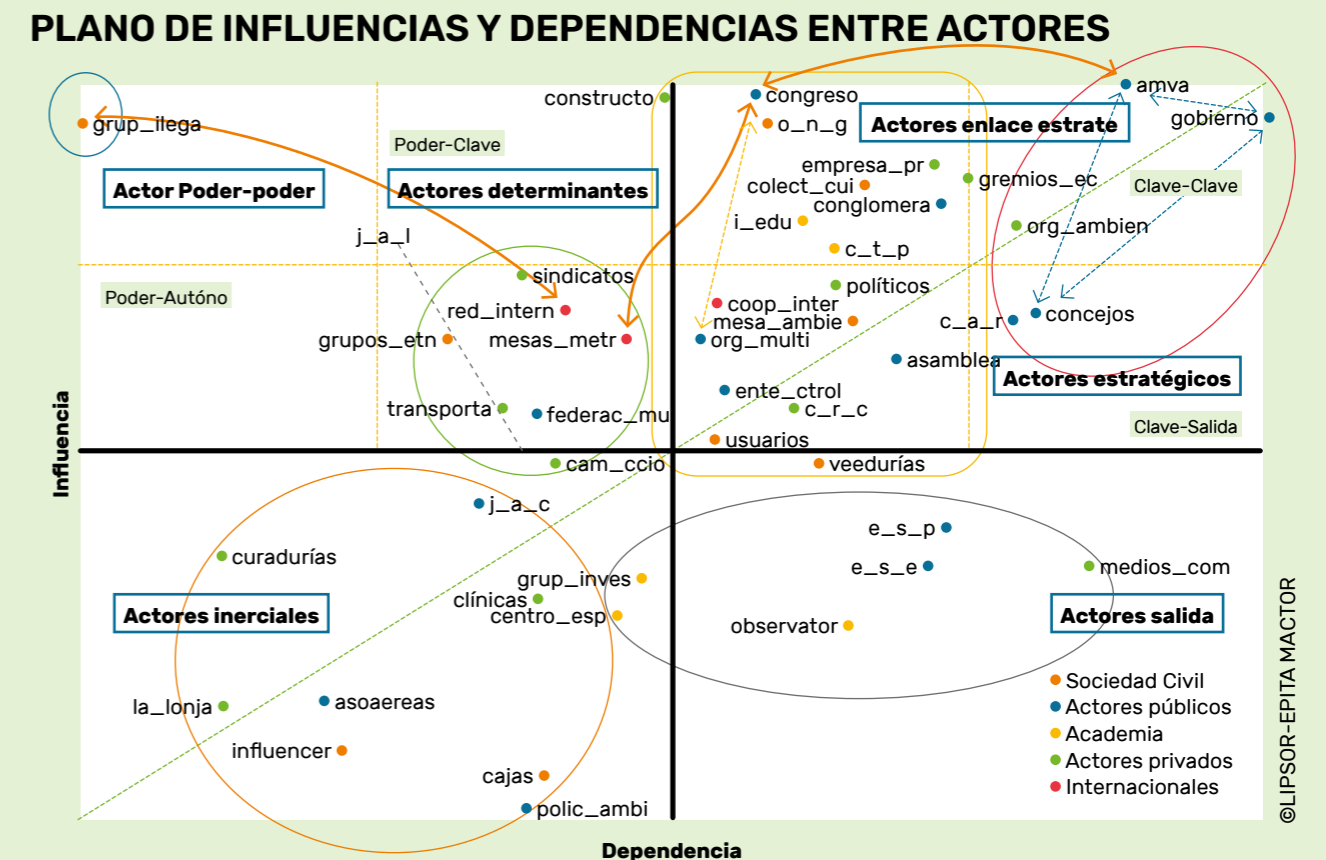 PLANO DE INFLUENCIAS Y DEPENDENCIAS ENTRE ACTORES
amva
constructo
congreso
gobierno
grup_ilega
o_n_g
Actores enlace estrate
Poder-Clave
empresa_pr
gremios_ec
Actor Poder-poder
Actores determinantes
colect_cui
Clave-Clave
conglomera
i_edu
org_ambien
j_a_l
c_t_p
sindicatos
políticos
Poder-Autóno
coop_inter
red_intern
mesa_ambie
c_a_r
concejos
grupos_etn
mesas_metr
org_multi
asamblea
Actores estratégicos
ente_ctrol
transporta
federac_mu
c_r_c
Clave-Salida
usuarios
Influencia
cam_ccio
veedurías
j_a_c
e_s_p
curadurías
e_s_e
medios_com
grup_inves
clínicas
centro_esp
Actores inerciales
Actores salida
observator
Sociedad Civil
la_lonja
asoaereas
Actores públicos
Academia
influencer
Actores privados
cajas
Internacionales
polic_ambi
©LIPSOR-EPITA MACTOR
Dependencia